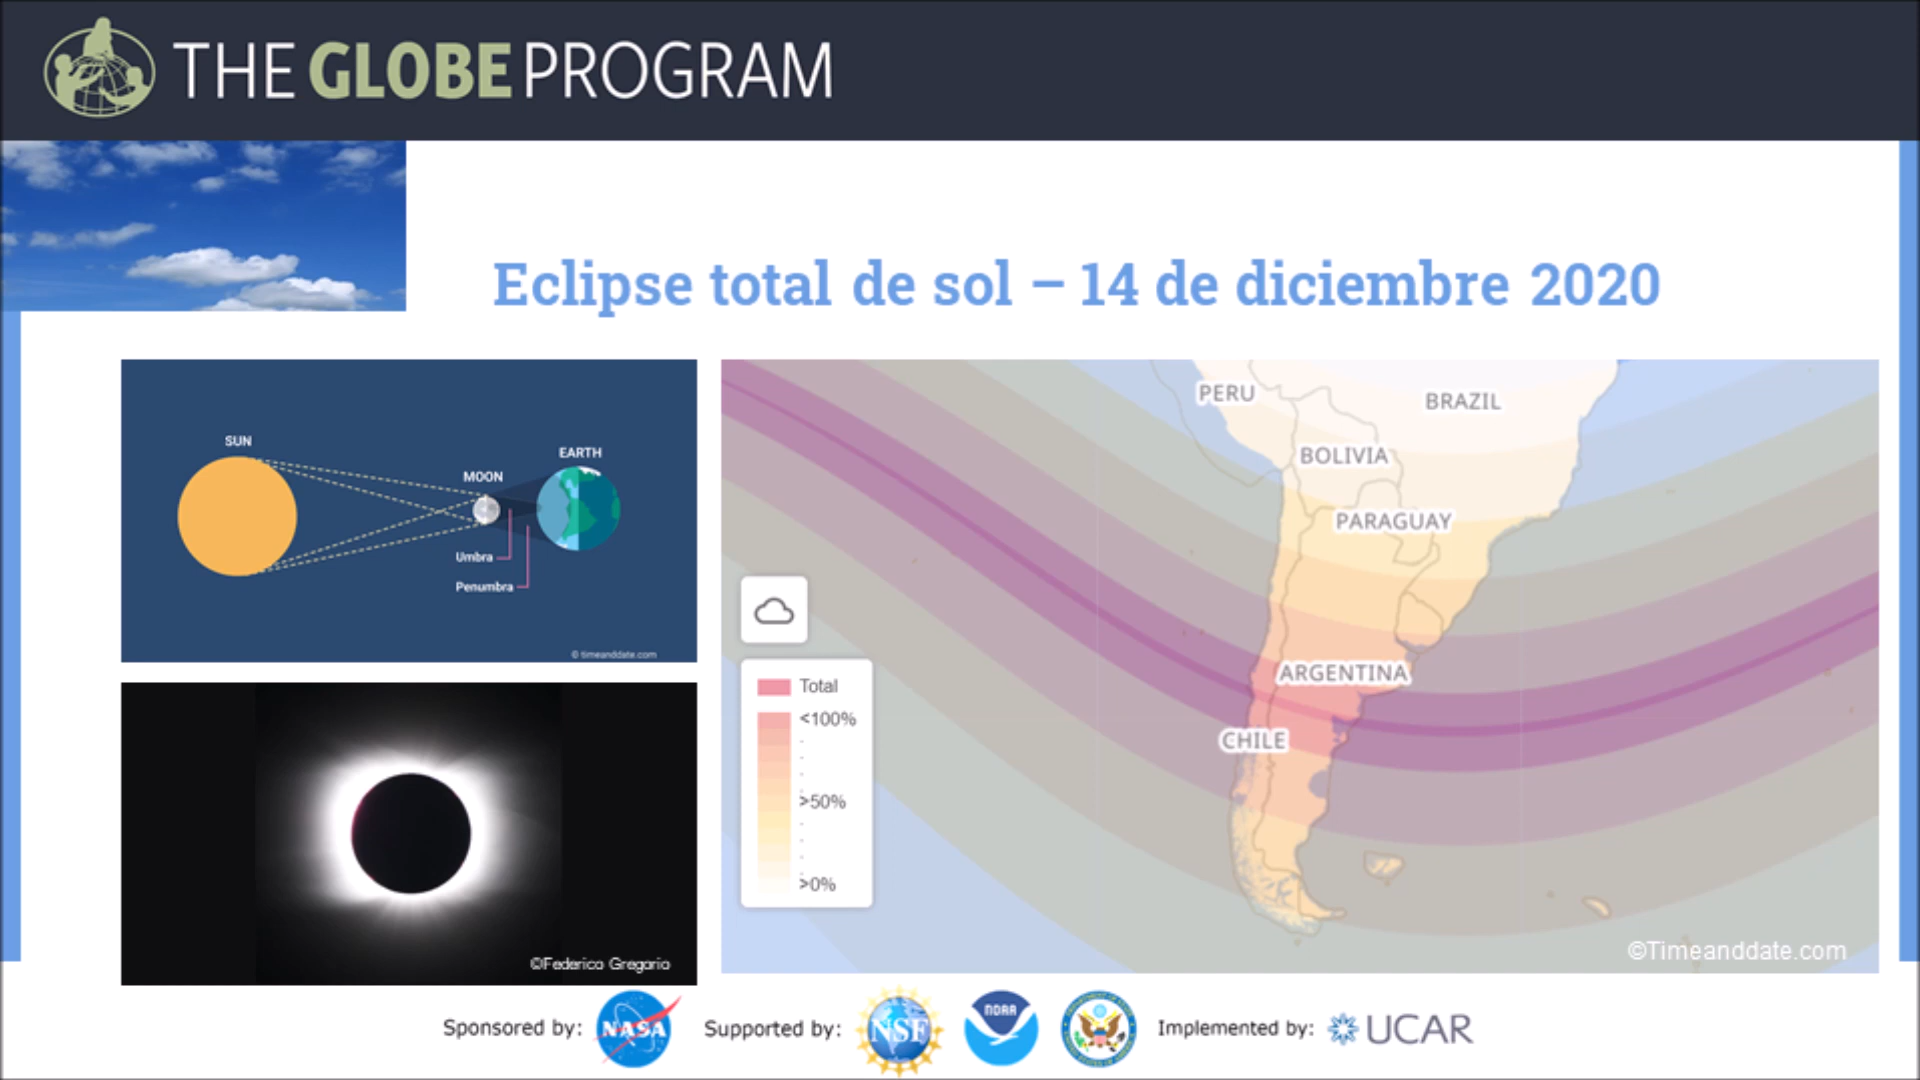 THE GLOBE PROGRAM
Eclipse total de sol – 14 de diciembre 2020
SUN
MOON
EARTH
Umbra
Penumbra
© timeanddate.com
©Federico Gregorio
PERU
BRAZIL
BOLIVIA
PARAGUAY
ARGENTINA
CHILE
Total
<100%
>50%
>0%
©Timeanddate.com
Sponsored by: NASA Supported by: NSF NOAA Implemented by: UCAR